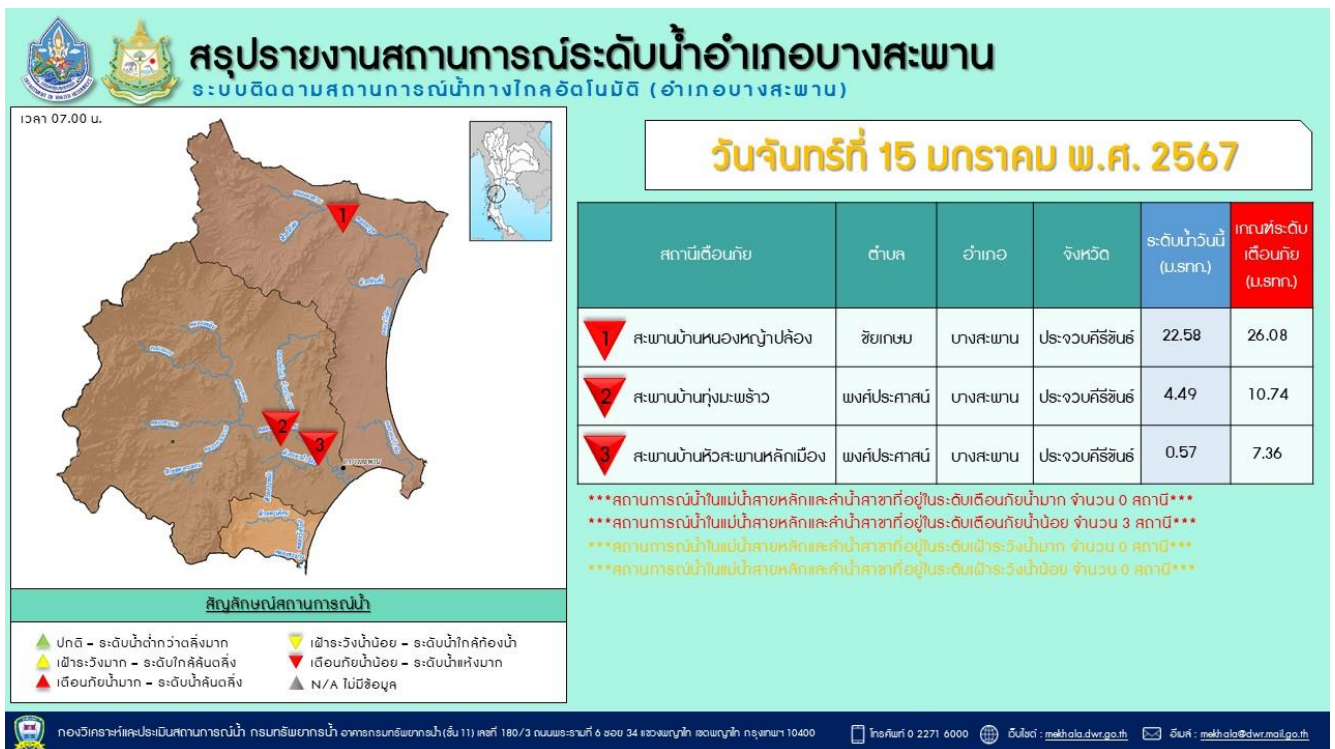 สรุปรายงานสถานการณ์ระดับน้ำอำเภอบางสะพาน
ระบบติดตามสถานการณ์น้ำทางไกลอัตโนมัติ (อำเภอบางสะพาน)
เวลา 07.00 น.
1
2
3
วันจันทร์ที่ 15 มกราคม พ.ศ. 2567
สถานีเตือนภัย ตำบล อำเภอ จังหวัด ระดับน้ำวันนี้ (ม.รทก.) เกณฑ์ระดับเตือนภัย (ม.รทก.)
1 สะพานบ้านหนองหญ้าปล้อง ชัยเกษม บางสะพาน ประจวบคีรีขันธ์ 22.58 26.08
2 สะพานบ้านทุ่งมะพร้าว พงศ์ประศาสน์ บางสะพาน ประจวบคีรีขันธ์ 4.49 10.74
3 สะพานบ้านหัวสะพานหลักเมือง พงศ์ประศาสน์ บางสะพาน ประจวบคีรีขันธ์ 0.57 7.36
***สถานการณ์น้ำในแม่น้ำสายหลักและลำน้ำสาขาที่อยู่ในระดับเตือนภัยน้ำมาก จำนวน 0 สถานี***
***สถานการณ์น้ำในแม่น้ำสายหลักและลำน้ำสาขาที่อยู่ในระดับเตือนภัยน้ำน้อย จำนวน 3 สถานี***
***สถานการณ์น้ำในแม่น้ำสายหลักและลำน้ำสาขาที่อยู่ในระดับเฝ้าระวังน้ำมาก จำนวน 0 สถานี***
***สถานการณ์น้ำในแม่น้ำสายหลักและลำน้ำสาขาที่อยู่ในระดับเฝ้าระวังน้ำน้อย จำนวน 0 สถานี***
สัญลักษณ์สถานการณ์น้ำ
ปกติ – ระดับน้ำต่ำกว่าตลิ่งมาก
เฝ้าระวังมาก – ระดับใกล้ล้นตลิ่ง
เตือนภัยน้ำมาก – ระดับน้ำล้นตลิ่ง
เฝ้าระวังน้ำน้อย – ระดับน้ำใกล้ท้องน้ำ
เตือนภัยน้ำน้อย – ระดับน้ำแห้งมาก
N/A ไม่มีข้อมูล
กองวิเคราะห์และประเมินสถานการณ์น้ำ กรมทรัพยากรน้ำ อาคารกรมทรัพยากรน้ำ (ชั้น 11) เลขที่ 180/3 ถนนพระรามที่ 6 ซอย 34 แขวงพญาไท เขตพญาไท กรุงเทพฯ 10400 โทรศัพท์ 0 2271 6000 เว็บไซต์ : mekhala.dwr.go.th อีเมล์ : mekhala@dwr.mail.go.th